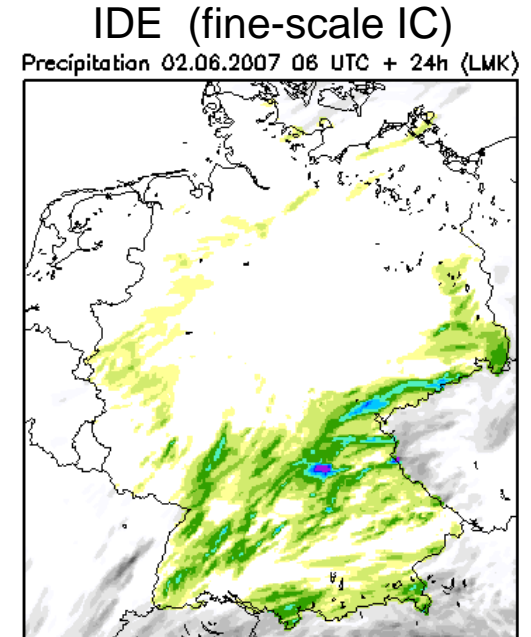 IDE (fine-scale IC)
Precipitation 02.06.2007 06 UTC + 24h (LMK)